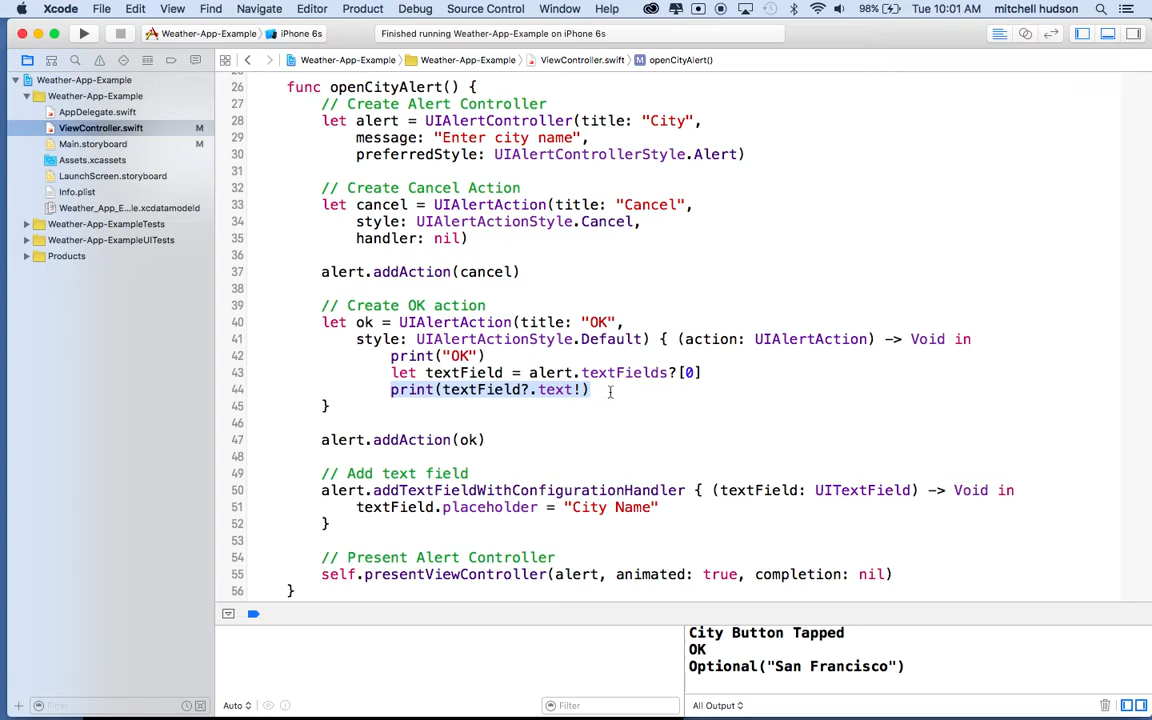 Xcode File Edit View Find Navigate Editor Product Debug Source Control Window Help 98% Tue 10:01 AM mitchell hudson
Weather-App-Example iPhone 6s Finished running Weather-App-Example on iPhone 6s
Weather-App-Example Weather-App-Example ViewController.swift M openCityAlert()
Weather-App-Example
Weather-App-Example
AppDelegate.swift
ViewController.swift M
Main.storyboard M
Assets.xcassets
LaunchScreen.storyboard
Info.plist
Weather_App_E...le.xcdatamodeld
Weather-App-ExampleTests
Weather-App-ExampleUITests
Products
26 func openCityAlert() {
27 // Create Alert Controller
28 let alert = UIAlertController(title: "City",
29 message: "Enter city name",
30 preferredStyle: UIAlertControllerStyle.Alert)
31
32 // Create Cancel Action
33 let cancel = UIAlertAction(title: "Cancel",
34 style: UIAlertActionStyle.Cancel,
35 handler: nil)
36
37 alert.addAction(cancel)
38
39 // Create OK action
40 let ok = UIAlertAction(title: "OK",
41 style: UIAlertActionStyle.Default) { (action: UIAlertAction) -> Void in
42 print("OK")
43 let textField = alert.textFields?[0]
44 print(textField?.text!)
45 }
46
47 alert.addAction(ok)
48
49 // Add text field
50 alert.addTextFieldWithConfigurationHandler { (textField: UITextField) -> Void in
51 textField.placeholder = "City Name"
52 }
53
54 // Present Alert Controller
55 self.presentViewController(alert, animated: true, completion: nil)
56 }
City Button Tapped
OK
Optional("San Francisco")
Filter Auto Filter All Output